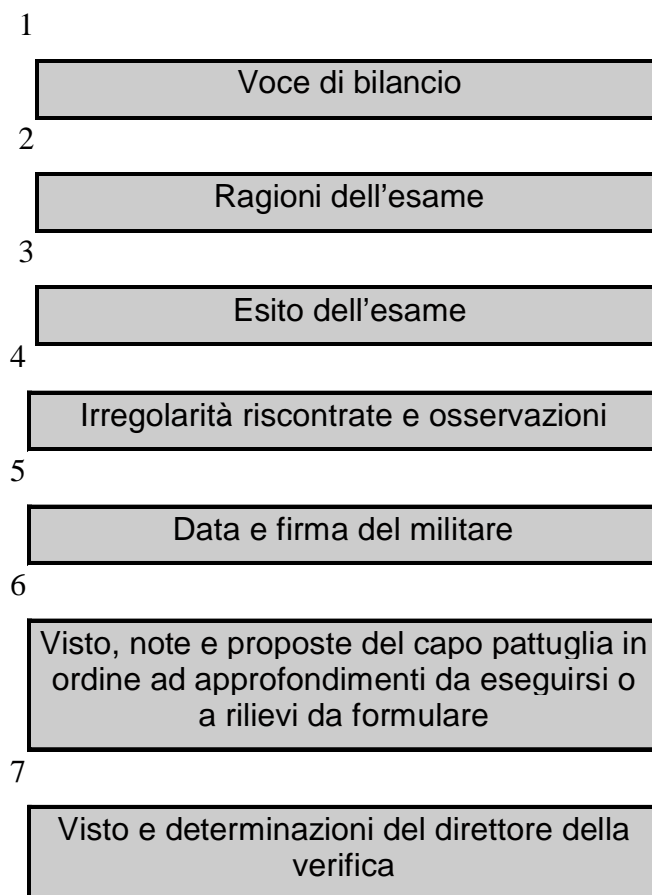 1
Voce di bilancio
2
Ragioni dell'esame
3
Esito dell'esame
4
Irregolarità riscontrate e osservazioni
5
Data e firma del militare
6
Visto, note e proposte del capo pattuglia in
ordine ad approfondimenti da eseguirsi o
a rilievi da formulare
7
Visto e determinazioni del direttore della
verifica